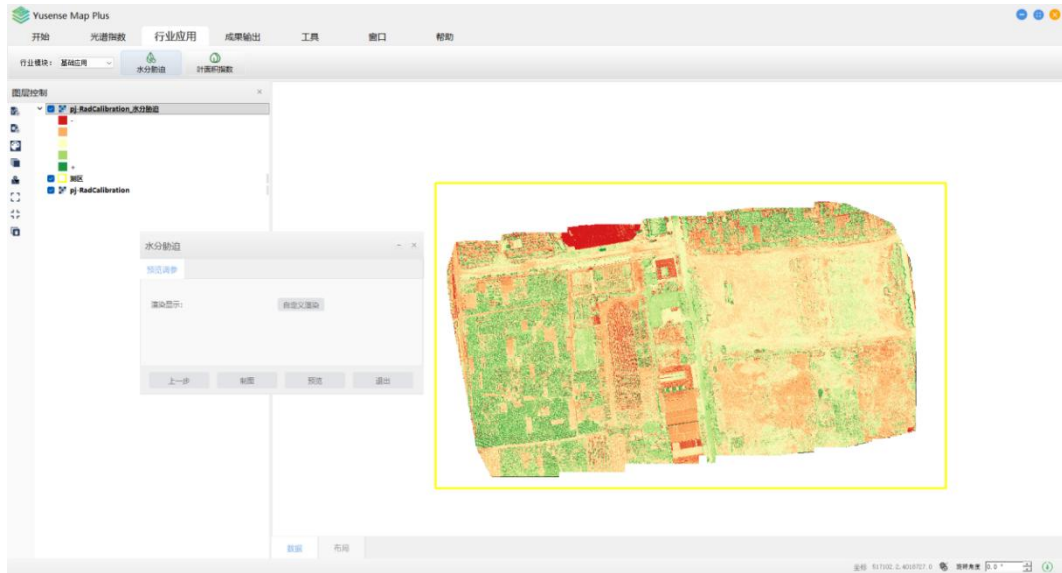 Yusense Map Plus
开始 光谱指数 行业应用 成果输出 工具 窗口 帮助
行业模块: 基础应用 水分胁迫 计面积指数
图层控制 ×
pj-RadCalibration_水分胁迫
-
+
测区
pj-RadCalibration
水分胁迫 - ×
预览调参
渲染显示: 自定义渲染
上一步 制图 预览 退出
数据 布局
坐标 旋转角度 0.0 °